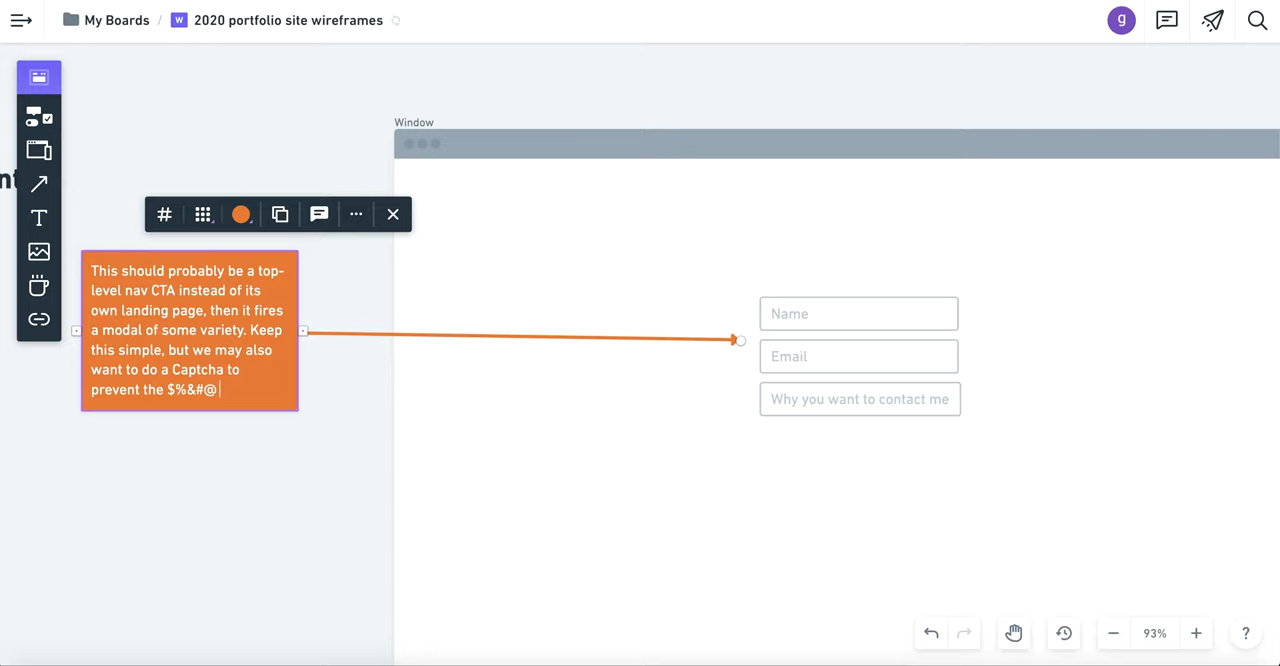 My Boards / W 2020 portfolio site wireframes
g
Window
nt
T
This should probably be a top-
level nav CTA instead of its
own landing page, then it fires
a modal of some variety. Keep
this simple, but we may also
want to do a Captcha to
prevent the $%&#@
Name
Email
Why you want to contact me
93%
?